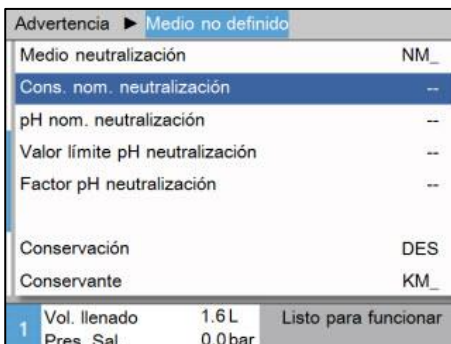 Advertencia ► Medio no definido
Medio neutralización NM_
Cons. nom. neutralización --
pH nom. neutralización --
Valor límite pH neutralización --
Factor pH neutralización --
Conservación DES
Conservante KM_
1 Vol. llenado 1.6 L Listo para funcionar
Pres. Sal 0.0 bar